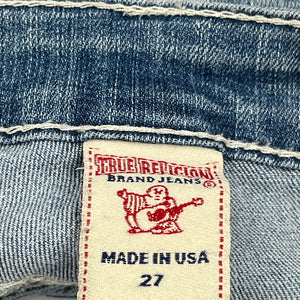 TRUE RELIGION
BRAND JEANS®
MADE IN USA
27